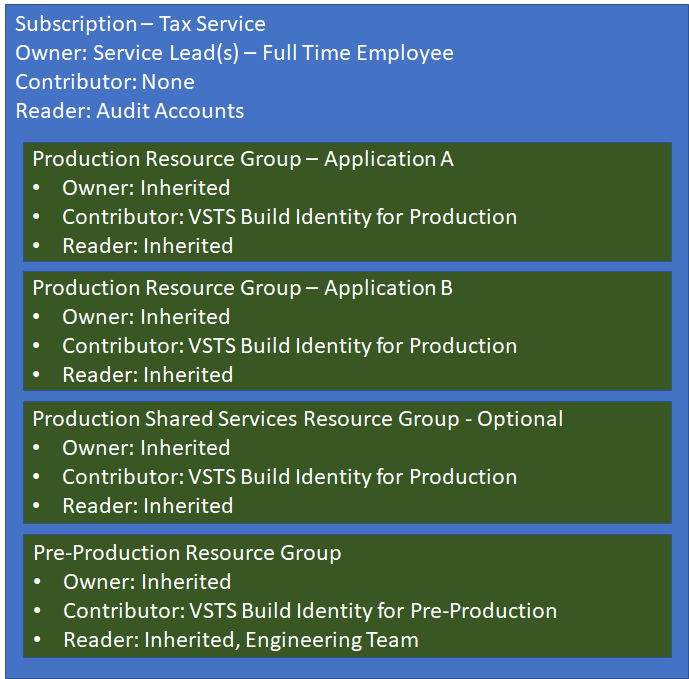 Subscription – Tax Service
Owner: Service Lead(s) – Full Time Employee
Contributor: None
Reader: Audit Accounts
Production Resource Group – Application A
• Owner: Inherited
• Contributor: VSTS Build Identity for Production
• Reader: Inherited
Production Resource Group – Application B
• Owner: Inherited
• Contributor: VSTS Build Identity for Production
• Reader: Inherited
Production Shared Services Resource Group - Optional
• Owner: Inherited
• Contributor: VSTS Build Identity for Production
• Reader: Inherited
Pre-Production Resource Group
• Owner: Inherited
• Contributor: VSTS Build Identity for Pre-Production
• Reader: Inherited, Engineering Team